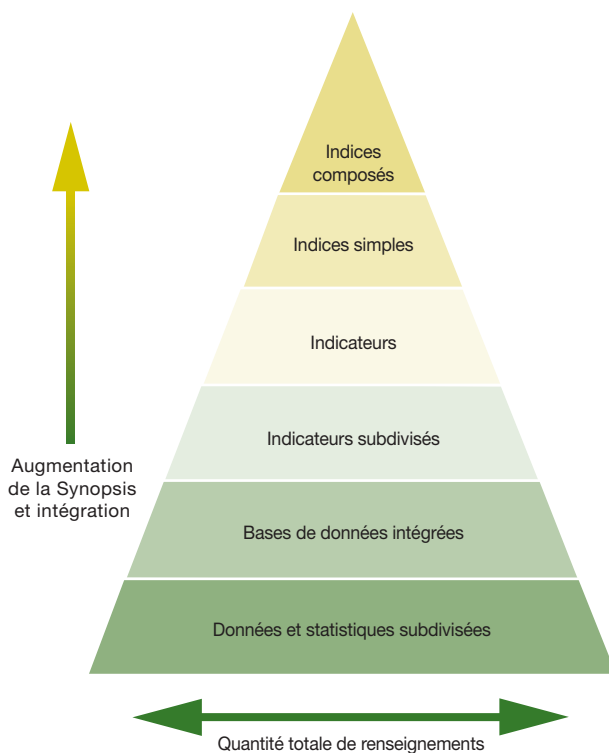 Indices
composés
Indices simples
Indicateurs
Indicateurs subdivisés
Augmentation
de la Synopsis
et intégration
Bases de données intégrées
Données et statistiques subdivisées
Quantité totale de renseignements